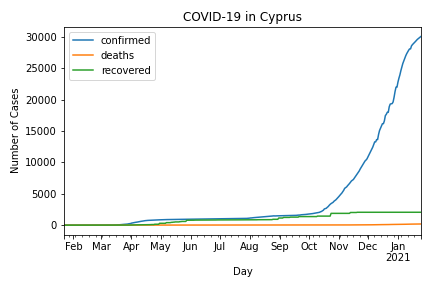 COVID-19 in Cyprus
confirmed
deaths
recovered
30000
25000
20000
15000
10000
5000
0
Number of Cases
Feb Mar Apr May Jun Jul Aug Sep Oct Nov Dec Jan
2021
Day